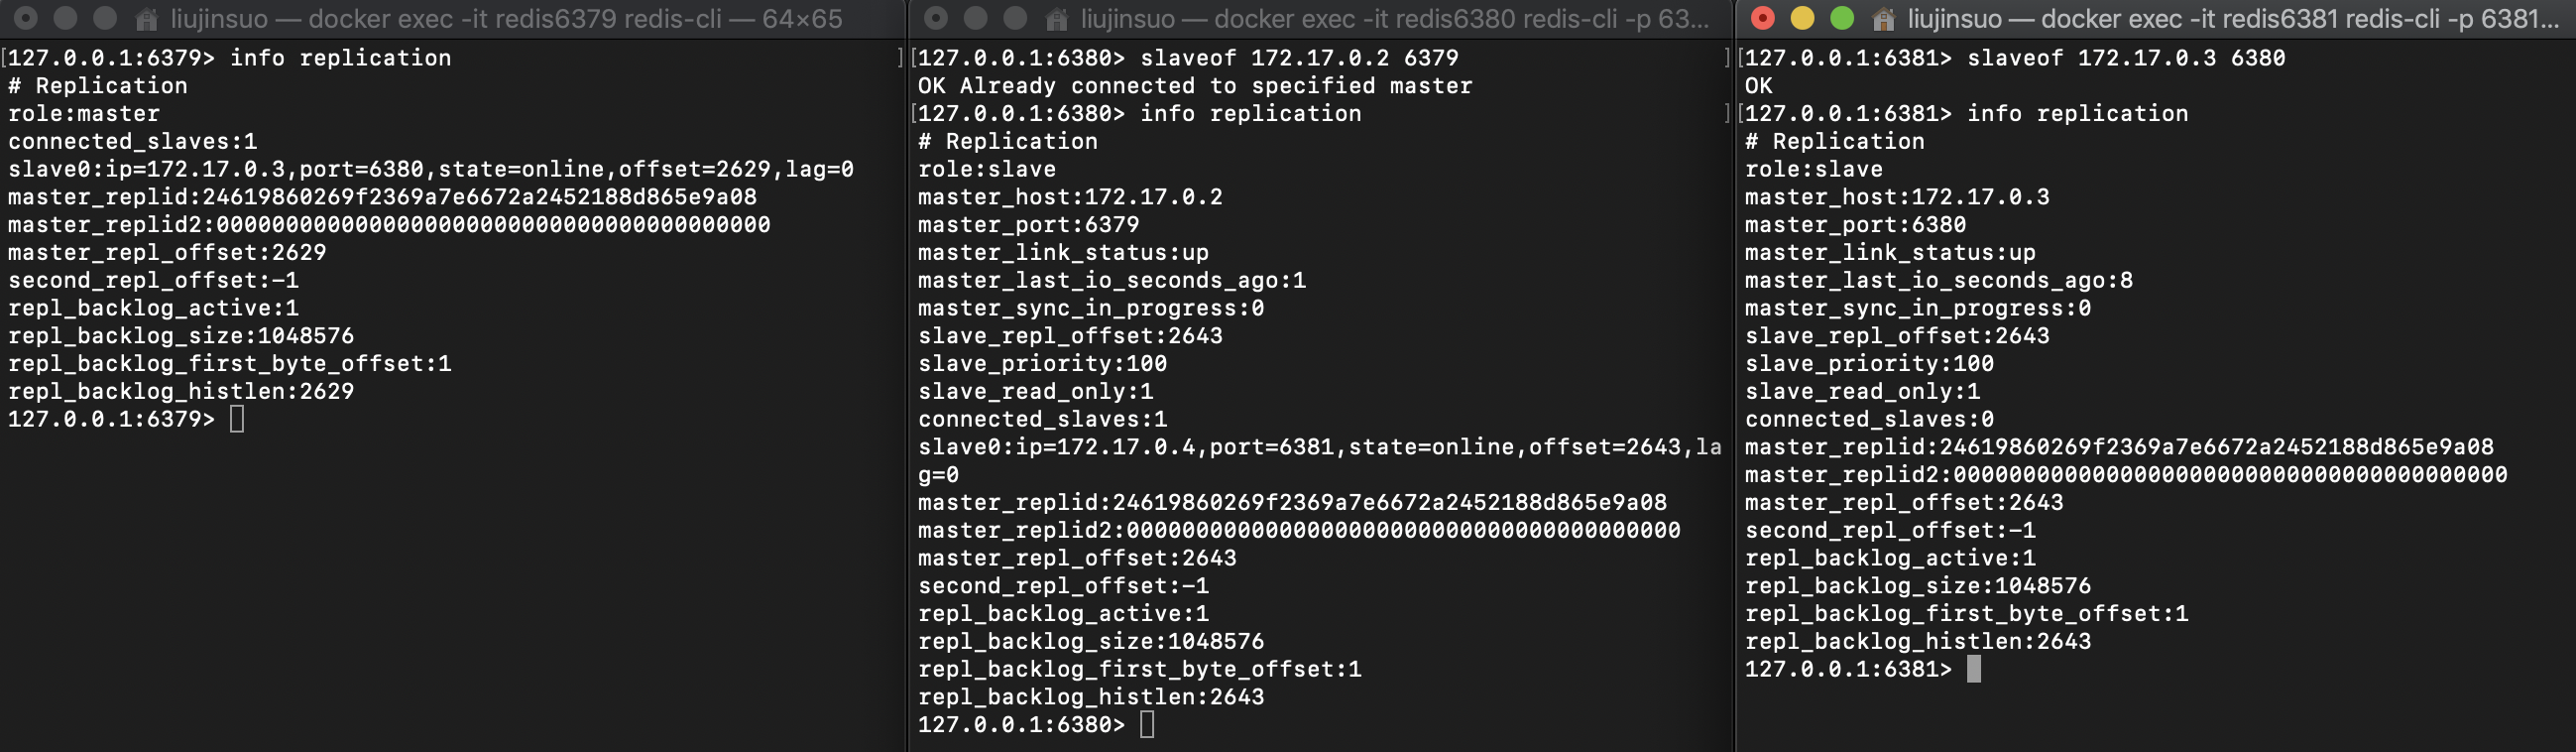 liujinsuo — docker exec -it redis6379 redis-cli — 64×65
127.0.0.1:6379> info replication
# Replication
role:master
connected_slaves:1
slave0:ip=172.17.0.3,port=6380,state=online,offset=2629,lag=0
master_replid:24619860269f2369a7e6672a2452188d865e9a08
master_replid2:0000000000000000000000000000000000000000
master_repl_offset:2629
second_repl_offset:-1
repl_backlog_active:1
repl_backlog_size:1048576
repl_backlog_first_byte_offset:1
repl_backlog_histlen:2629
127.0.0.1:6379>
liujinsuo — docker exec -it redis6380 redis-cli -p 63...
127.0.0.1:6380> slaveof 172.17.0.2 6379
OK Already connected to specified master
127.0.0.1:6380> info replication
# Replication
role:slave
master_host:172.17.0.2
master_port:6379
master_link_status:up
master_last_io_seconds_ago:1
master_sync_in_progress:0
slave_repl_offset:2643
slave_priority:100
slave_read_only:1
connected_slaves:1
slave0:ip=172.17.0.4,port=6381,state=online,offset=2643,la
g=0
master_replid:24619860269f2369a7e6672a2452188d865e9a08
master_replid2:0000000000000000000000000000000000000000
master_repl_offset:2643
second_repl_offset:-1
repl_backlog_active:1
repl_backlog_size:1048576
repl_backlog_first_byte_offset:1
repl_backlog_histlen:2643
127.0.0.1:6380>
liujinsuo — docker exec -it redis6381 redis-cli -p 6381...
127.0.0.1:6381> slaveof 172.17.0.3 6380
OK
127.0.0.1:6381> info replication
# Replication
role:slave
master_host:172.17.0.3
master_port:6380
master_link_status:up
master_last_io_seconds_ago:8
master_sync_in_progress:0
slave_repl_offset:2643
slave_priority:100
slave_read_only:1
connected_slaves:0
master_replid:24619860269f2369a7e6672a2452188d865e9a08
master_replid2:0000000000000000000000000000000000000000
master_repl_offset:2643
second_repl_offset:-1
repl_backlog_active:1
repl_backlog_size:1048576
repl_backlog_first_byte_offset:1
repl_backlog_histlen:2643
127.0.0.1:6381>